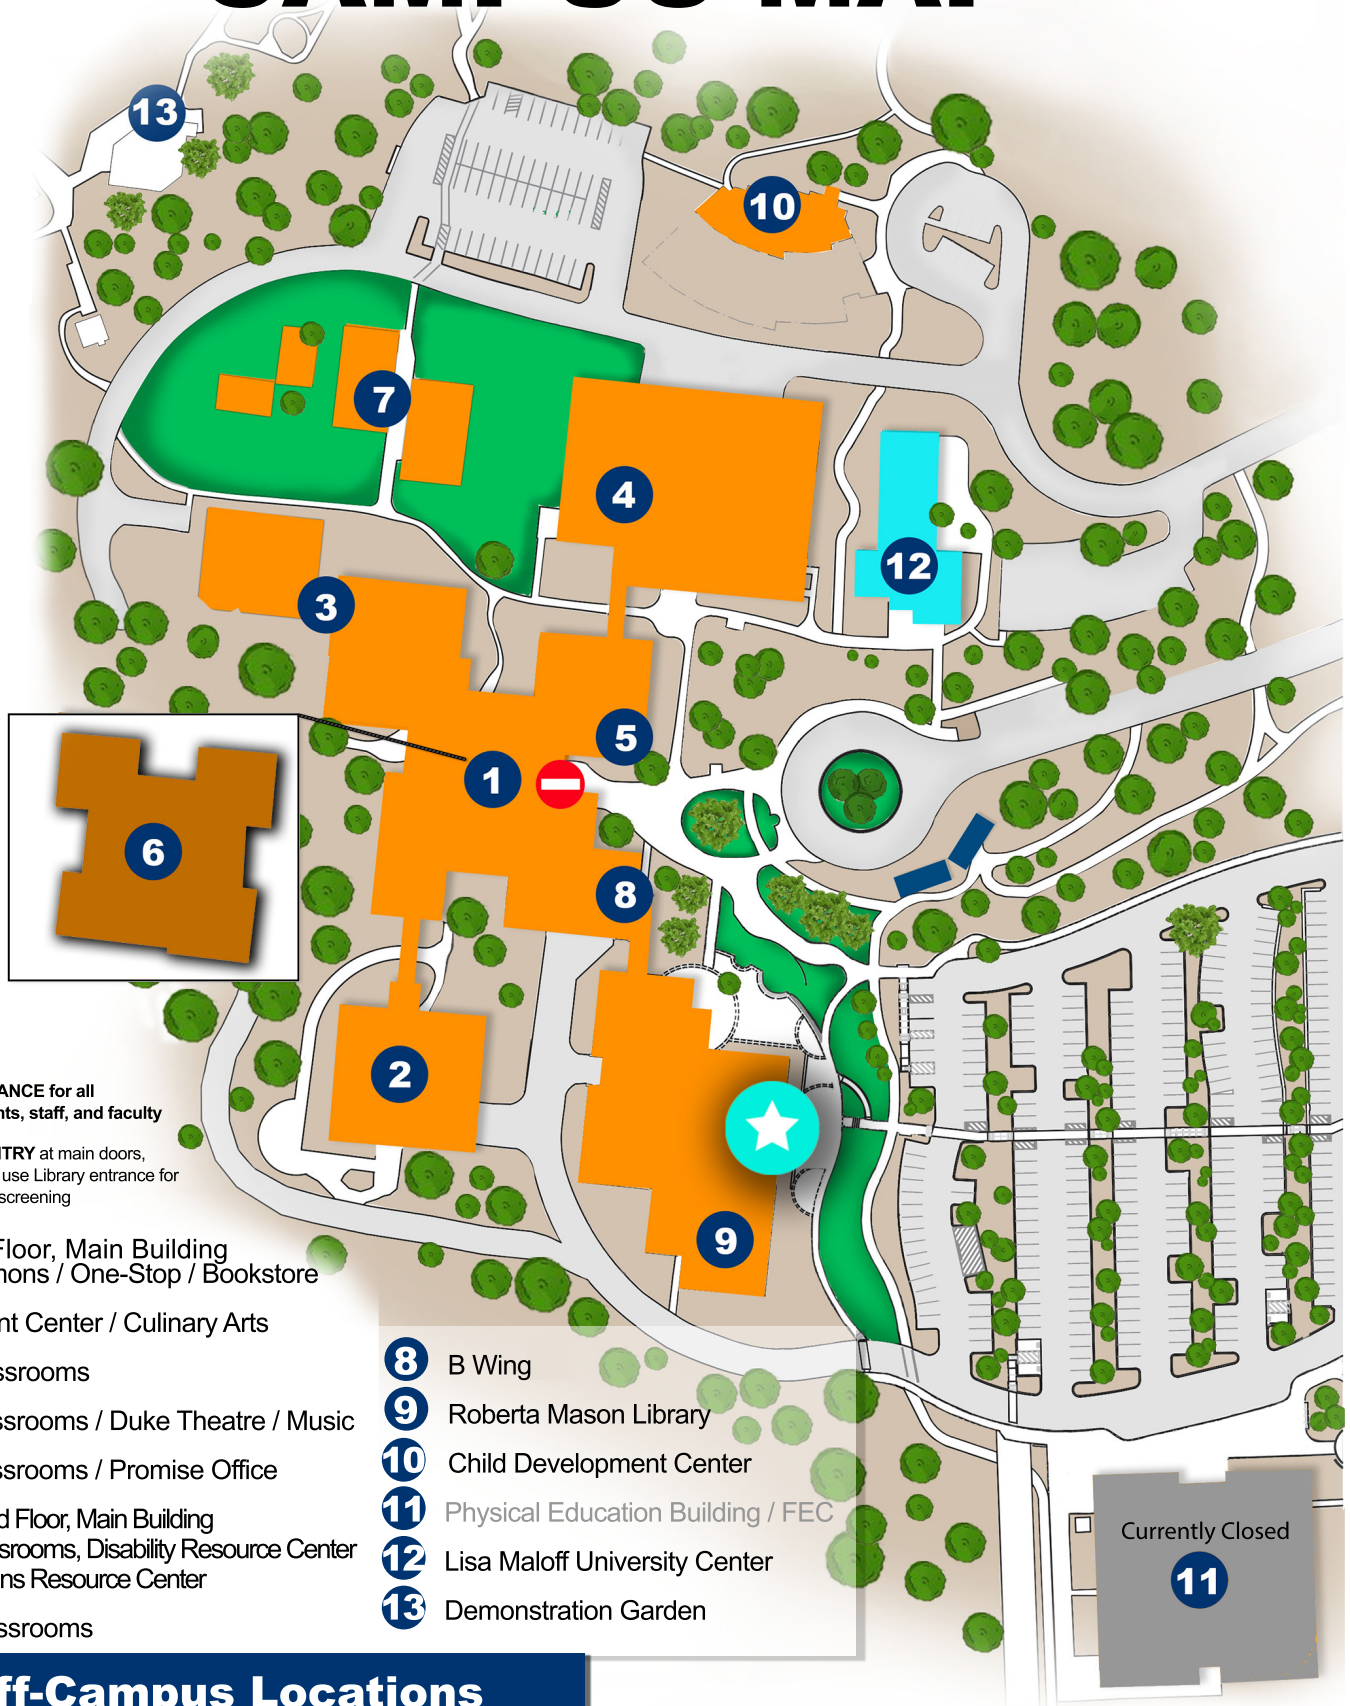 CAMPUS MAP
13
10
7
4
12
3
5
1
6
8
2
9
ANCE for all
nts, staff, and faculty
TRY at main doors,
use Library entrance for
screening
Floor, Main Building
mons / One-Stop / Bookstore
nt Center / Culinary Arts
ssrooms
ssrooms / Duke Theatre / Music
ssrooms / Promise Office
d Floor, Main Building
srooms, Disability Resource Center
ns Resource Center
ssrooms
8 B Wing
9 Roberta Mason Library
10 Child Development Center
11 Physical Education Building / FEC
12 Lisa Maloff University Center
13 Demonstration Garden
Currently Closed
11
ff-Campus Locations